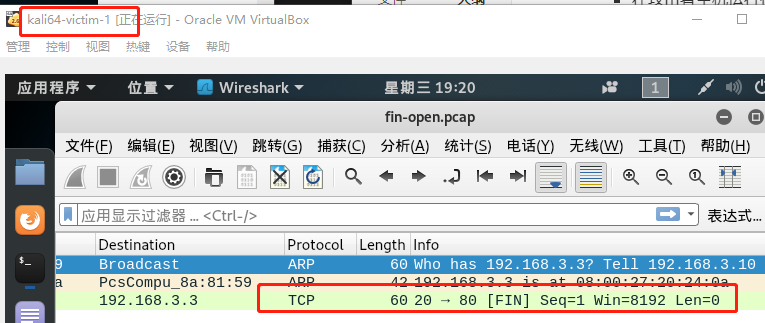 kali64-victim-1 [正在运行] - Oracle VM VirtualBox
管理 控制 视图 热键 设备 帮助
应用程序 位置 Wireshark 星期三 19:20 1
fin-open.pcap
文件(F) 编辑(E) 视图(V) 跳转(G) 捕获(C) 分析(A) 统计(S) 电话(Y) 无线(W) 工具(T) 帮助(H)
应用显示过滤器 … <Ctrl-/> 表达式…
Destination Protocol Length Info
9 Broadcast ARP 60 Who has 192.168.3.3? Tell 192.168.3.10
a PcsCompu_8a:81:59 ARP 42 192.168.3.3 is at 08:00:27:20:24:0a
192.168.3.3 TCP 60 20 → 80 [FIN] Seq=1 Win=8192 Len=0